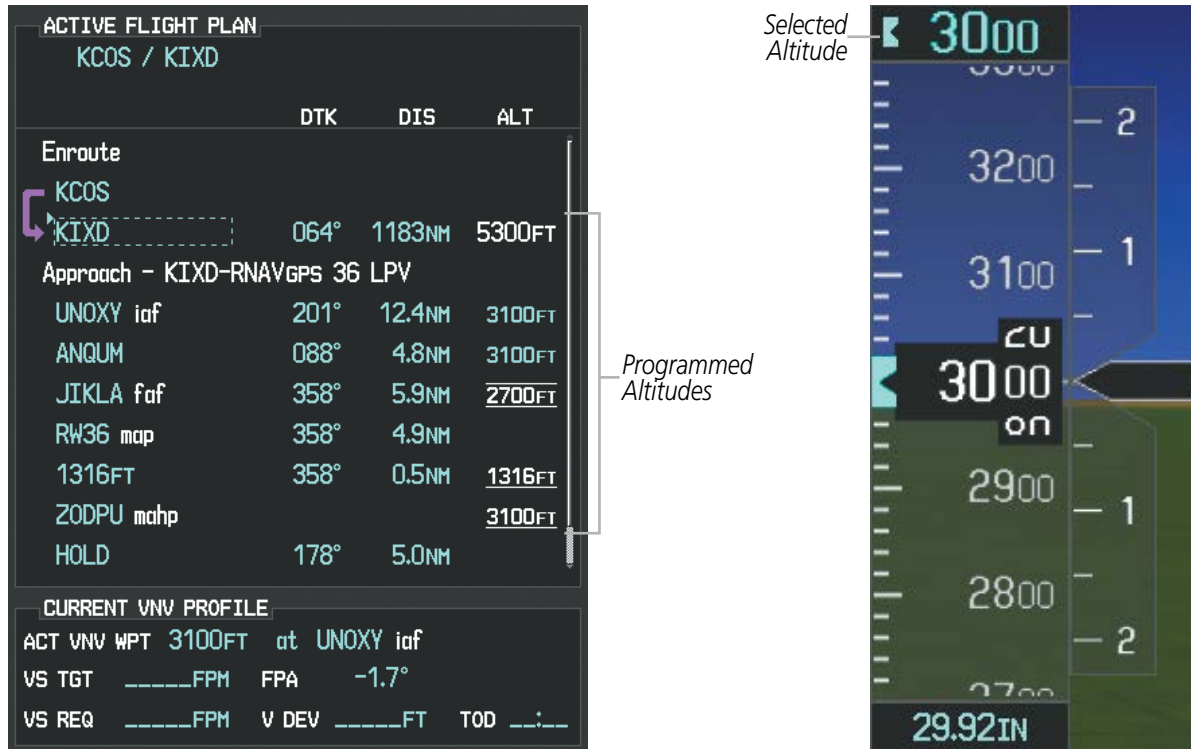 ACTIVE FLIGHT PLAN
KCOS / KIXD
DTK DIS ALT
Enroute
KCOS
KIXD 064° 1183NM 5300FT
Approach - KIXD-RNAVGPS 36 LPV
UNOXY iaf 201° 12.4NM 3100FT
ANQUM 088° 4.8NM 3100FT
JIKLA faf 358° 5.9NM 2700FT
RW36 map 358° 4.9NM
1316FT 358° 0.5NM 1316FT
ZODPU mahp 3100FT
HOLD 178° 5.0NM
CURRENT VNV PROFILE
ACT VNV WPT 3100FT at UNOXY iaf
VS TGT _____FPM FPA -1.7°
VS REQ _____FPM V DEV _____FT TOD __:__
Programmed
Altitudes
Selected
Altitude
3000
3200
3100
3000
2900
2800
2
1
1
2
29.92IN